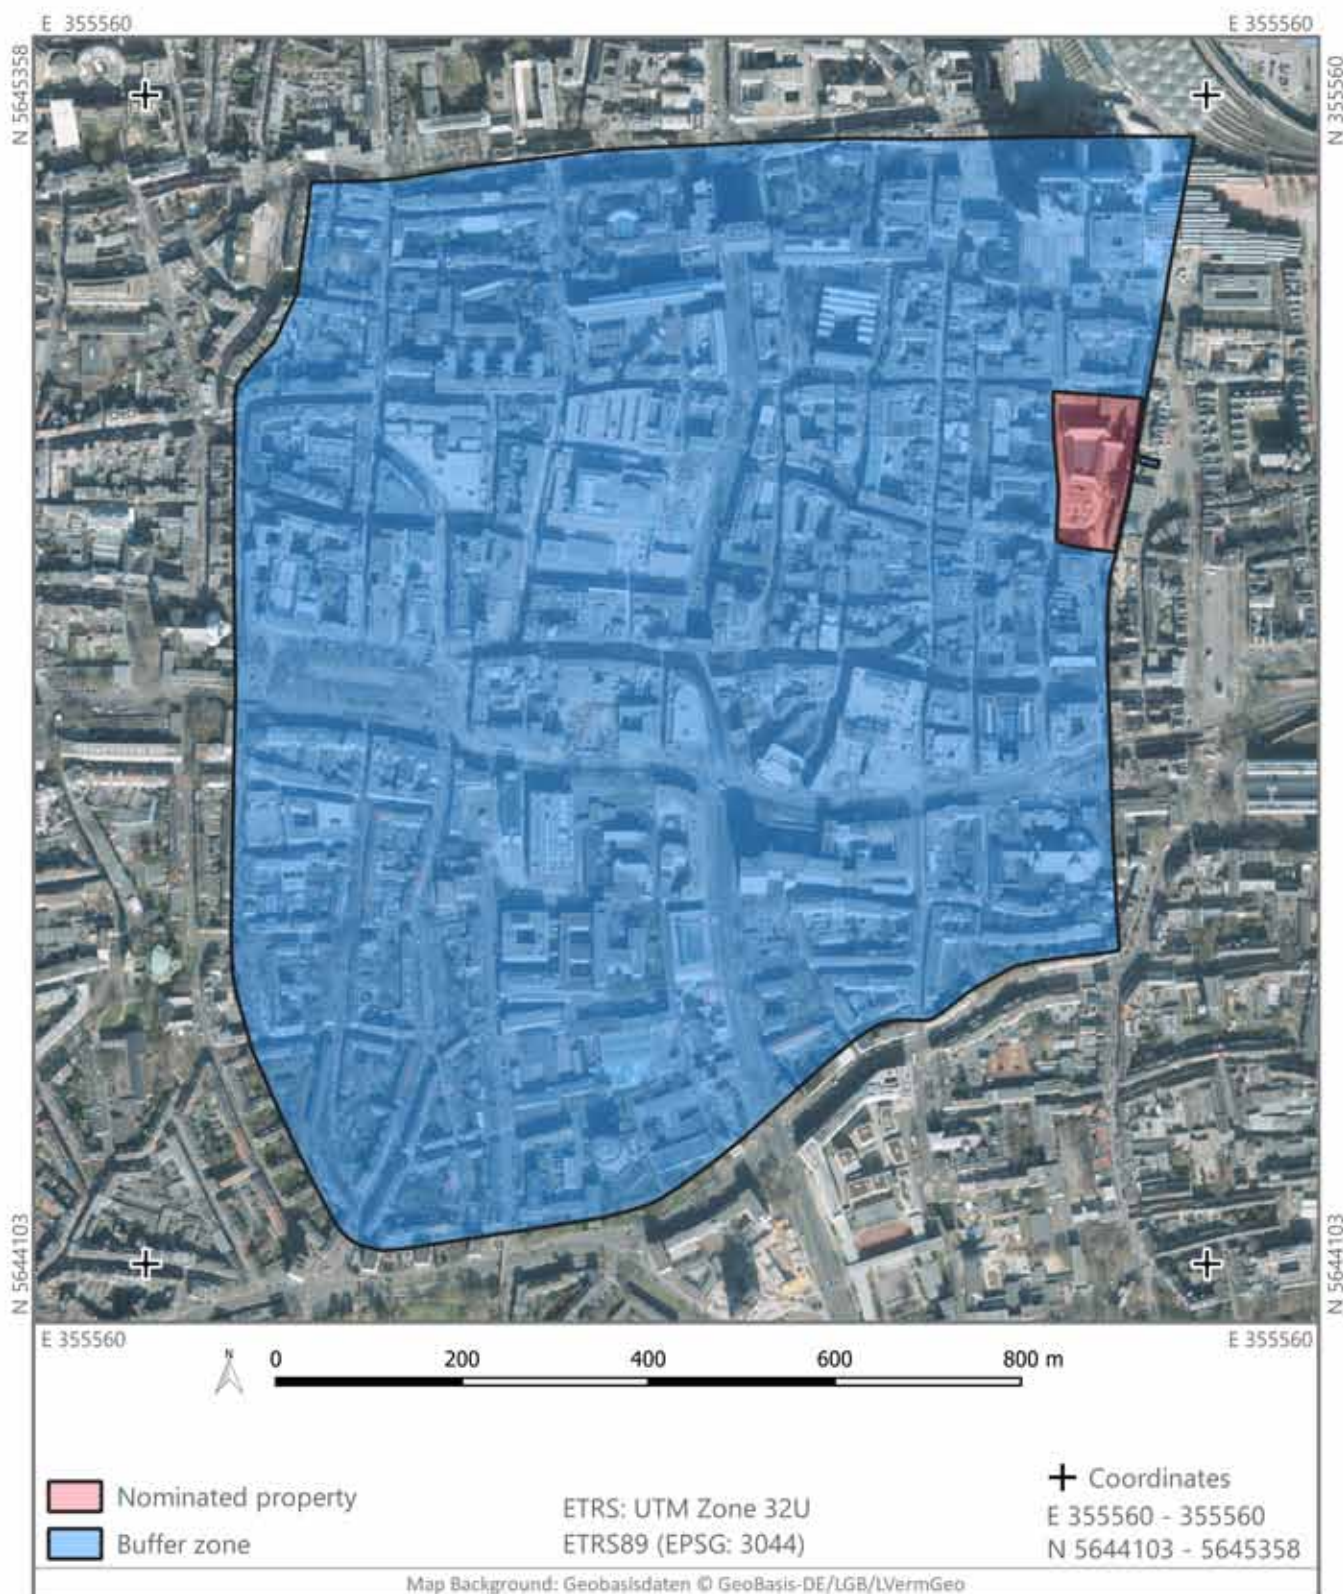 E 355560
E 355560
N 5645358
N 355560
N 5644103
N 5644103
E 355560
E 355560
N
0 200 400 600 800 m
Nominated property
Buffer zone
ETRS: UTM Zone 32U
ETRS89 (EPSG: 3044)
Coordinates
E 355560 - 355560
N 5644103 - 5645358
Map Background: Geobasisdaten © GeoBasis-DE/LGB/LVermGeo